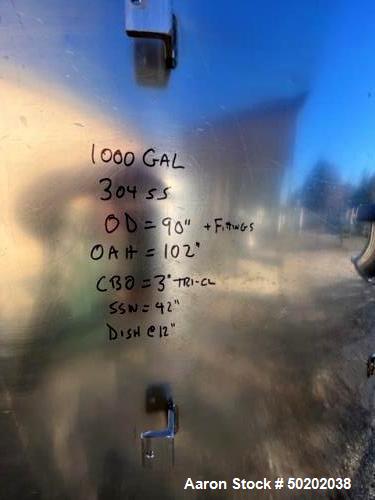 1000 GAL
304 SS
OD = 90" + FITTINGS
OAH = 102"
CBO = 3" TRI-CL
SSW = 42"
DISH @ 12"
Aaron Stock # 50202038